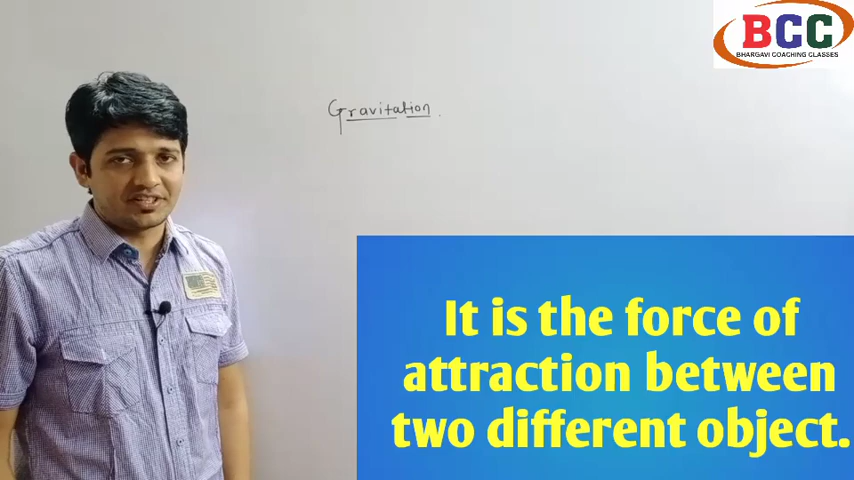 BCC
BHARGAVI COACHING CLASSES
Gravitation.
It is the force of
attraction between
two different object.